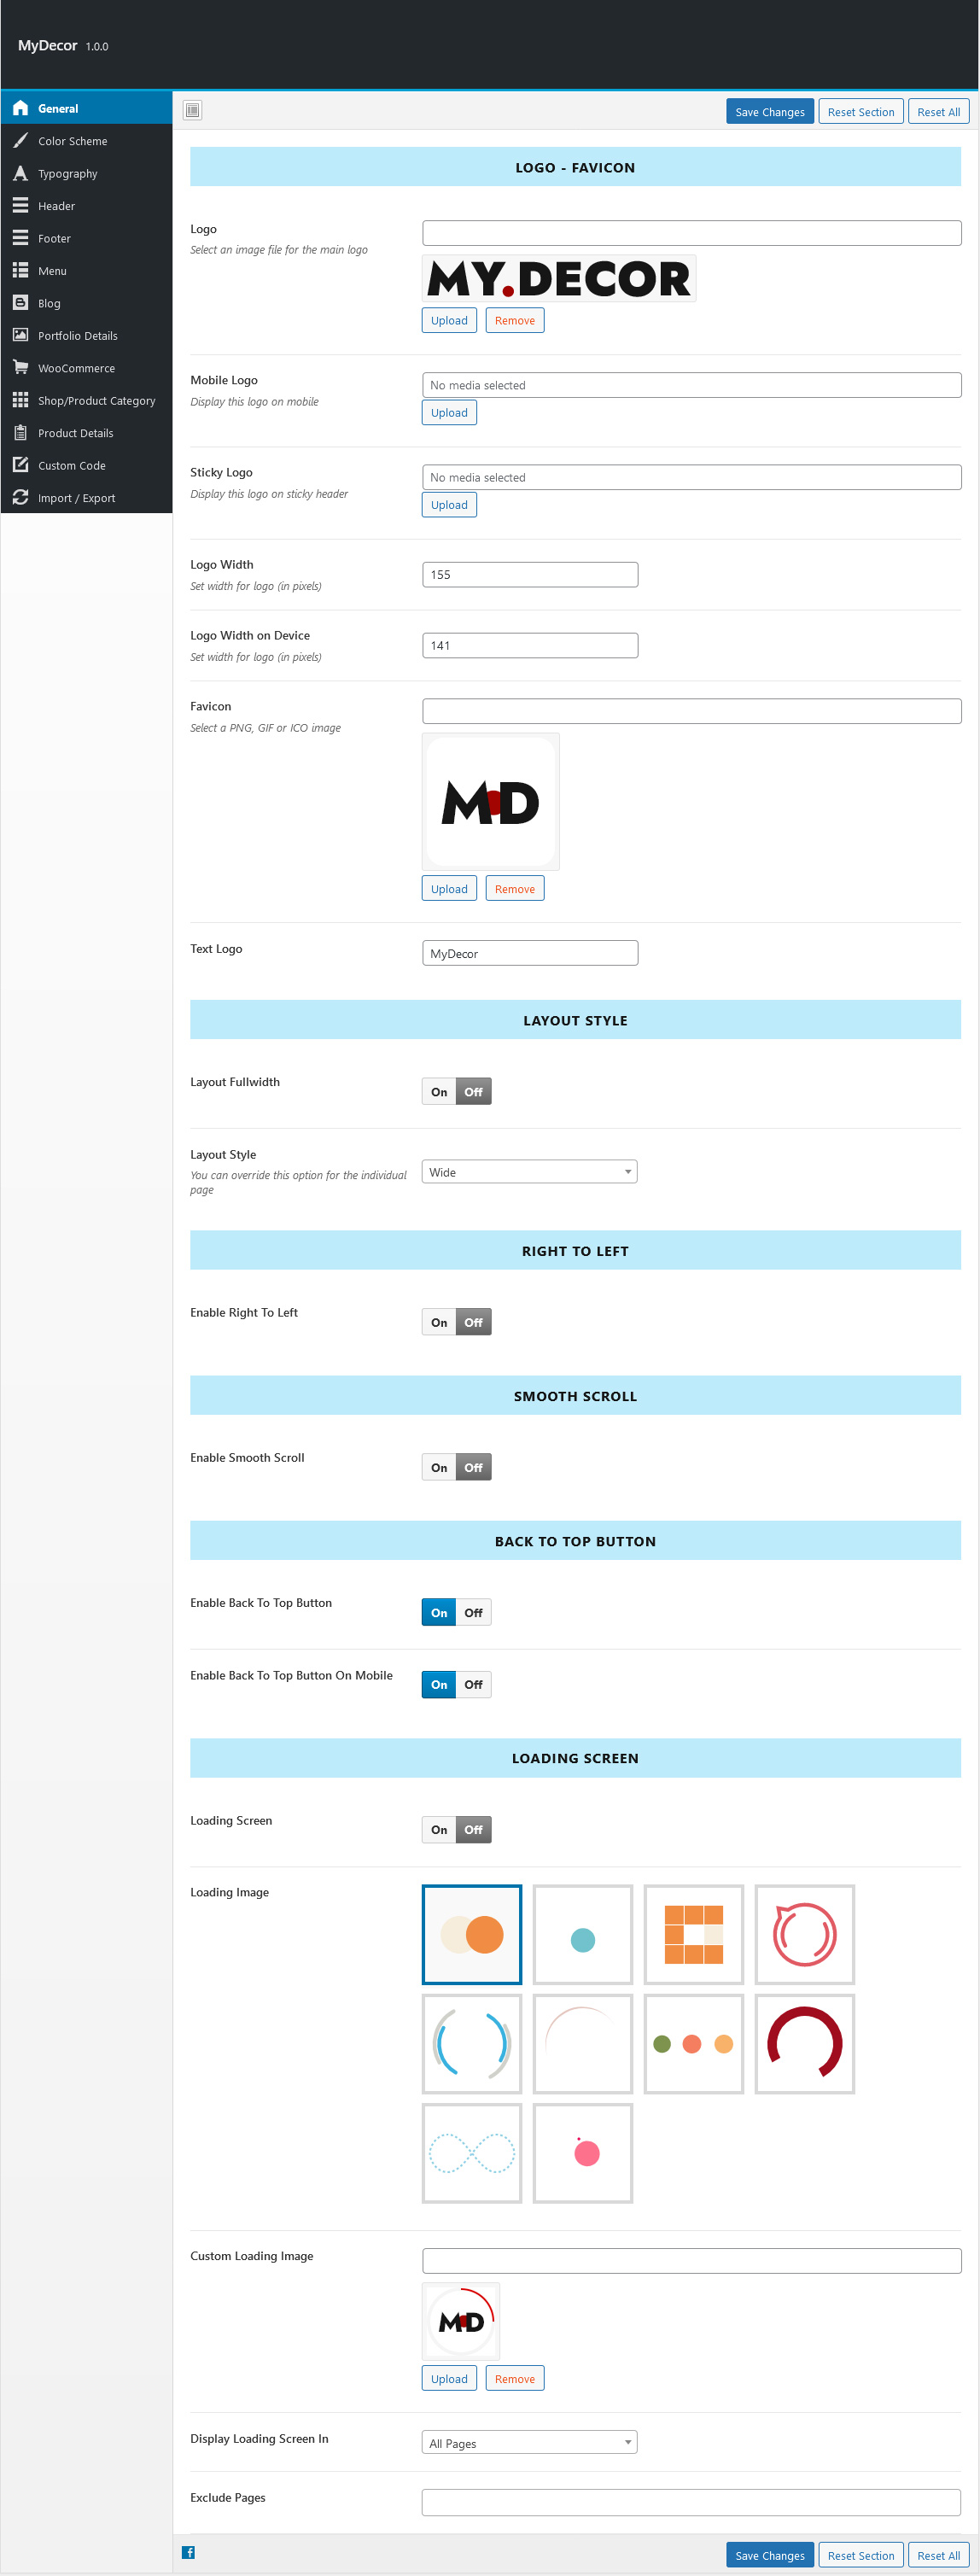 MyDecor 1.0.0
General
Color Scheme
Typography
Header
Footer
Menu
Blog
Portfolio Details
WooCommerce
Shop/Product Category
Product Details
Custom Code
Import / Export
Save Changes Reset Section Reset All
LOGO - FAVICON
Logo
Select an image file for the main logo
MY.DECOR
Upload Remove
Mobile Logo
Display this logo on mobile
No media selected
Upload
Sticky Logo
Display this logo on sticky header
No media selected
Upload
Logo Width
Set width for logo (in pixels)
155
Logo Width on Device
Set width for logo (in pixels)
141
Favicon
Select a PNG, GIF or ICO image
MD
Upload Remove
Text Logo
MyDecor
LAYOUT STYLE
Layout Fullwidth
On Off
Layout Style
You can override this option for the individual
page
Wide
RIGHT TO LEFT
Enable Right To Left
On Off
SMOOTH SCROLL
Enable Smooth Scroll
On Off
BACK TO TOP BUTTON
Enable Back To Top Button
On Off
Enable Back To Top Button On Mobile
On Off
LOADING SCREEN
Loading Screen
On Off
Loading Image
Custom Loading Image
MD
Upload Remove
Display Loading Screen In
All Pages
Exclude Pages
Save Changes Reset Section Reset All